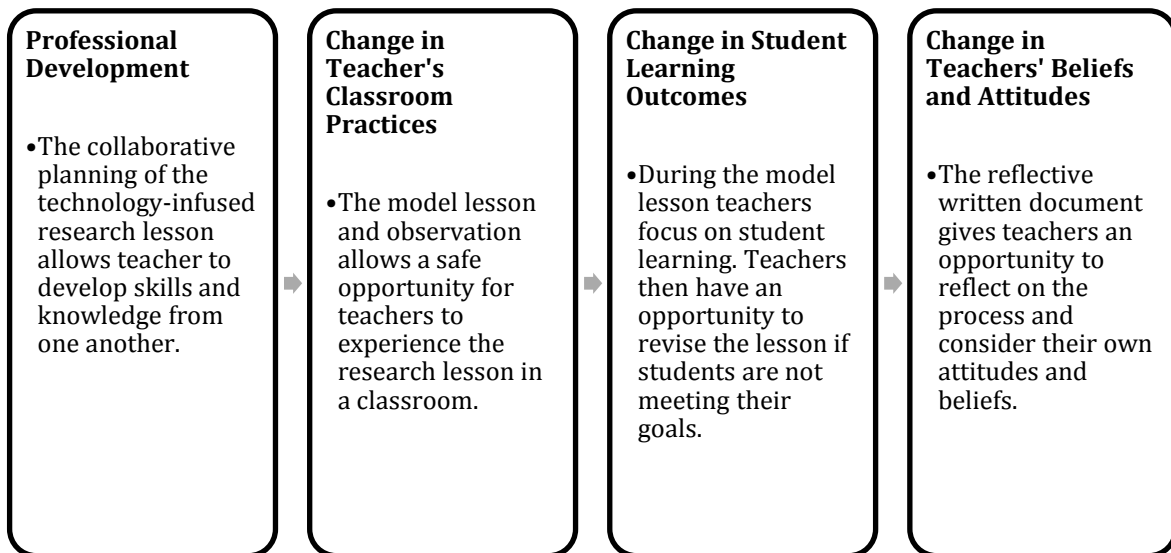 Professional
Development
•The collaborative
planning of the
technology-infused
research lesson
allows teacher to
develop skills and
knowledge from
one another.
Change in
Teacher's
Classroom
Practices
•The model lesson
and observation
allows a safe
opportunity for
teachers to
experience the
research lesson in
a classroom.
Change in Student
Learning
Outcomes
•During the model
lesson teachers
focus on student
learning. Teachers
then have an
opportunity to
revise the lesson if
students are not
meeting their
goals.
Change in
Teachers' Beliefs
and Attitudes
•The reflective
written document
gives teachers an
opportunity to
reflect on the
process and
consider their own
attitudes and
beliefs.